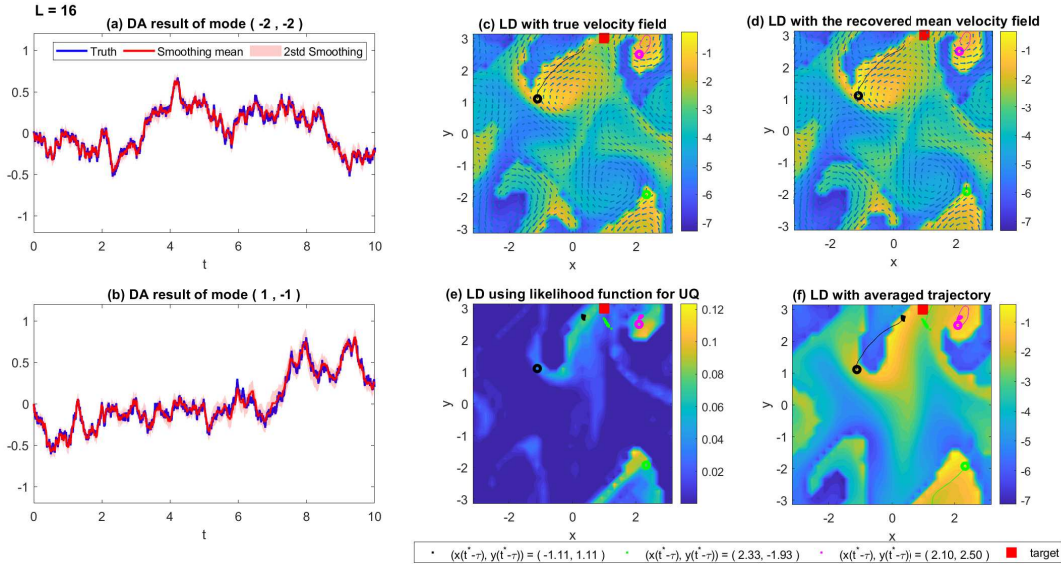 L = 16
(a) DA result of mode ( -2 , -2 )
Truth Smoothing mean 2std Smoothing
1
0.5
0
-0.5
-1
0 2 4 6 8 10
t
(b) DA result of mode ( 1 , -1 )
1
0.5
0
-0.5
-1
0 2 4 6 8 10
t
(c) LD with true velocity field
3
2
1
0
-1
-2
-3
y
-2 0 2
x
-1
-2
-3
-4
-5
-6
-7
(d) LD with the recovered mean velocity field
3
2
1
0
-1
-2
-3
y
-2 0 2
x
-1
-2
-3
-4
-5
-6
-7
(e) LD using likelihood function for UQ
3
2
1
0
-1
-2
-3
y
-2 0 2
x
0.12
0.1
0.08
0.06
0.04
0.02
(f) LD with averaged trajectory
3
2
1
0
-1
-2
-3
y
-2 0 2
x
-1
-2
-3
-4
-5
-6
-7
(x(t*-τ), y(t*-τ)) = ( -1.11, 1.11 ) (x(t*-τ), y(t*-τ)) = ( 2.33, -1.93 ) (x(t*-τ), y(t*-τ)) = ( 2.10, 2.50 ) target